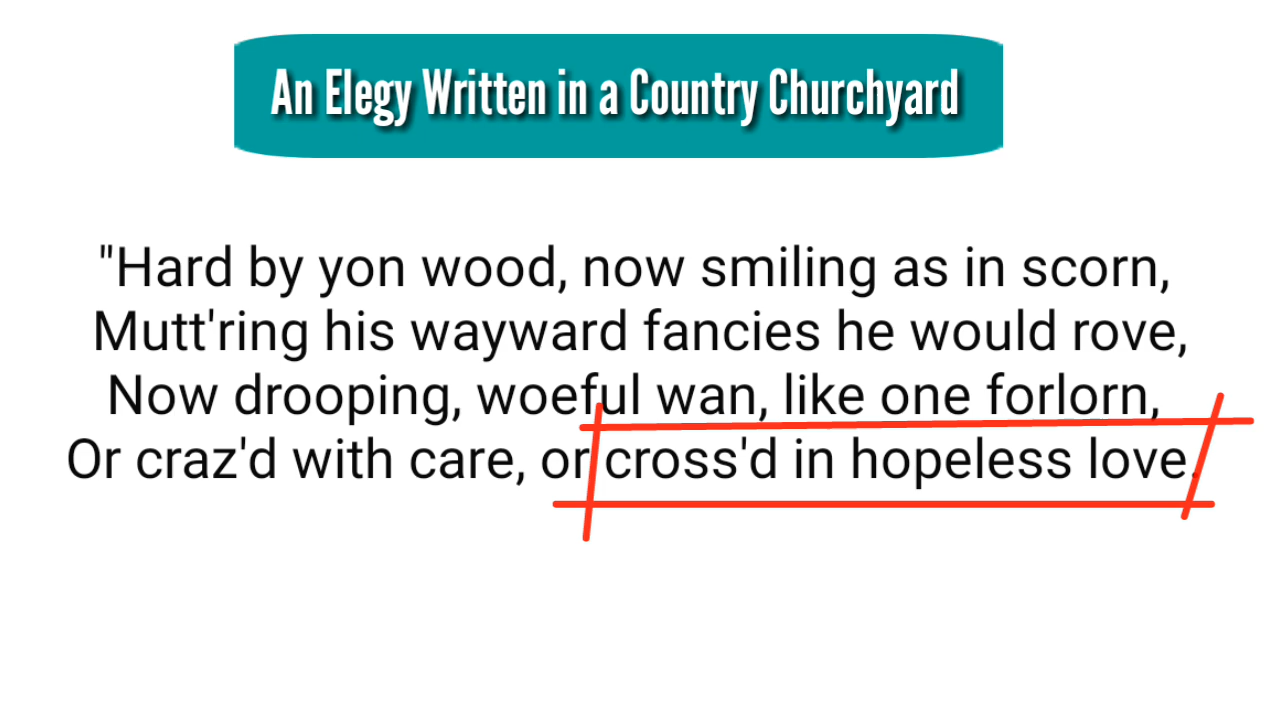 An Elegy Written in a Country Churchyard
"Hard by yon wood, now smiling as in scorn,
Mutt'ring his wayward fancies he would rove,
Now drooping, woeful wan, like one forlorn,
Or craz'd with care, or cross'd in hopeless love.